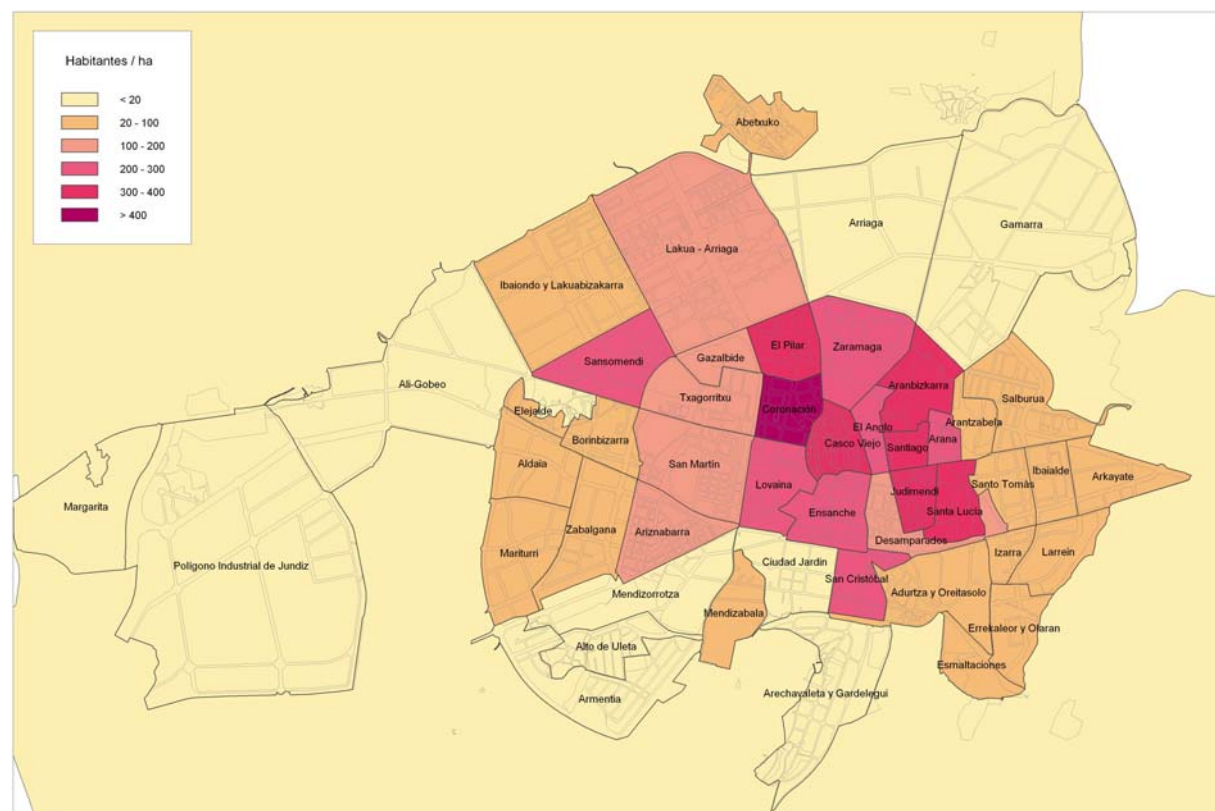 Habitantes / ha
< 20
20 - 100
100 - 200
200 - 300
300 - 400
> 400
Abetxuko
Arriaga
Gamarra
Lakua - Arriaga
Ibaiondo y Lakuabizakarra
El Pilar
Zaramaga
Sansomendi
Gazalbide
Ali-Gobeo
Aranbizkarra
Txagorritxu
Coronación
Salburua
Elejalde
Arantzabela
El Anglo
Borinbizarra
Casco Viejo
Santiago
Arana
Aldaia
San Martín
Ibaialde
Arkayate
Margarita
Lovaina
Judimendi
Santo Tomás
Ensanche
Santa Lucía
Zabalgana
Ariznabarra
Desamparados
Mariturri
Izarra
Larrein
Polígono Industrial de Jundiz
Ciudad Jardin
San Cristóbal
Mendizorrotza
Adurtza y Oreitasolo
Mendizabala
Errekaleor y Olaran
Alto de Uleta
Esmaltaciones
Armentia
Arechavaleta y Gardelegui